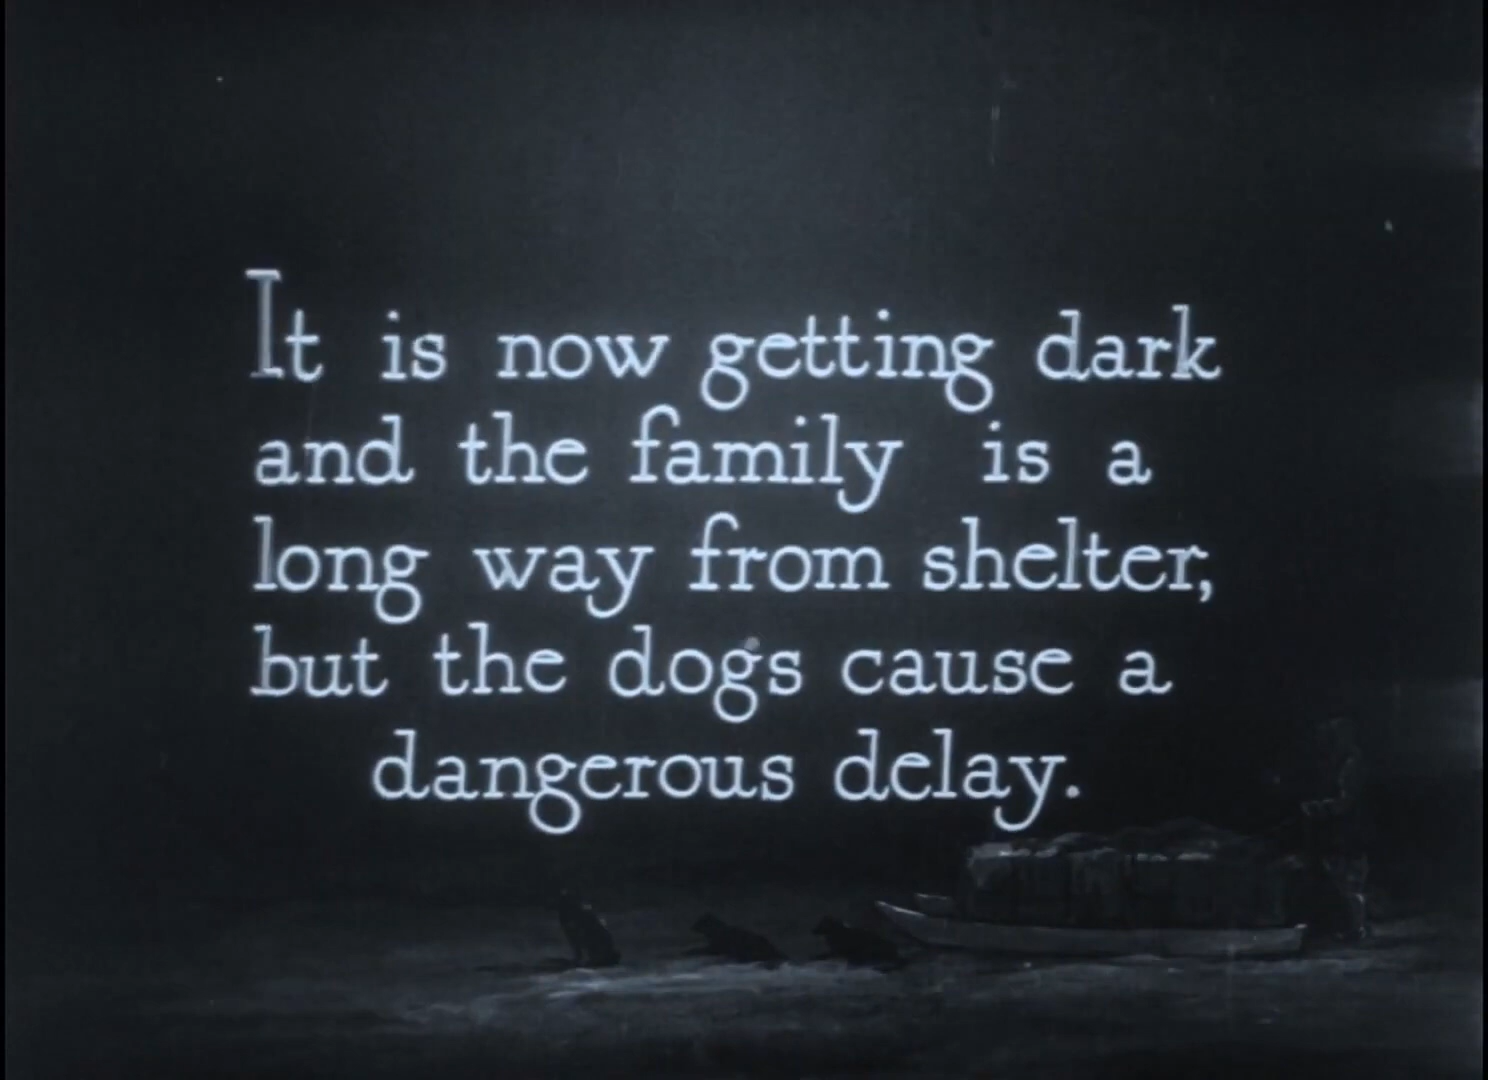 It is now getting dark
and the family is a
long way from shelter,
but the dogs cause a
dangerous delay.